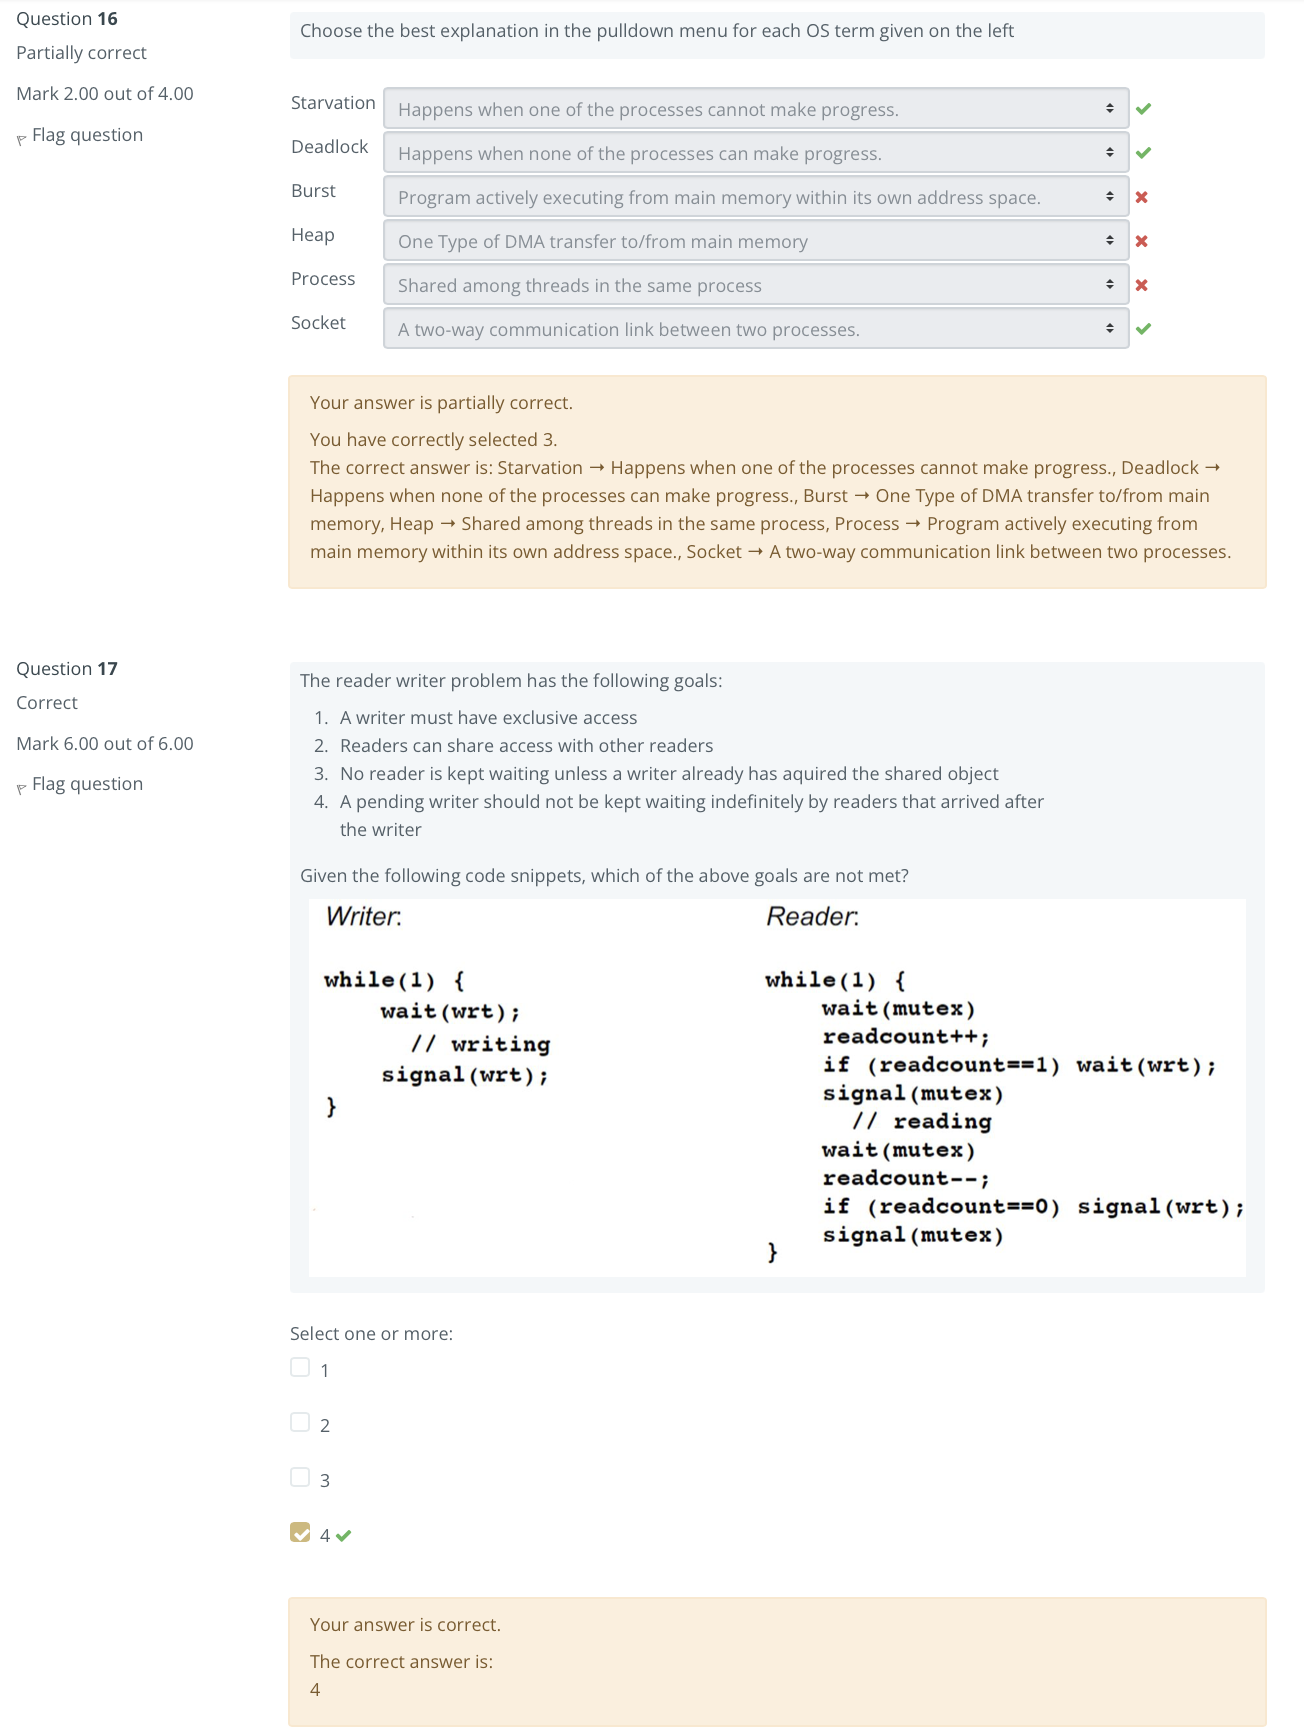 Question 16
Partially correct
Mark 2.00 out of 4.00
Flag question
Choose the best explanation in the pulldown menu for each OS term given on the left
Starvation Happens when one of the processes cannot make progress.
Deadlock Happens when none of the processes can make progress.
Burst Program actively executing from main memory within its own address space.
Heap One Type of DMA transfer to/from main memory
Process Shared among threads in the same process
Socket A two-way communication link between two processes.
Your answer is partially correct.
You have correctly selected 3.
The correct answer is: Starvation → Happens when one of the processes cannot make progress., Deadlock →
Happens when none of the processes can make progress., Burst → One Type of DMA transfer to/from main
memory, Heap → Shared among threads in the same process, Process → Program actively executing from
main memory within its own address space., Socket → A two-way communication link between two processes.
Question 17
Correct
Mark 6.00 out of 6.00
Flag question
The reader writer problem has the following goals:
1. A writer must have exclusive access
2. Readers can share access with other readers
3. No reader is kept waiting unless a writer already has aquired the shared object
4. A pending writer should not be kept waiting indefinitely by readers that arrived after
the writer
Given the following code snippets, which of the above goals are not met?
Writer:
while(1) {
wait(wrt);
// writing
signal(wrt);
}
Reader:
while(1) {
wait(mutex)
readcount++;
if (readcount==1) wait(wrt);
signal(mutex)
// reading
wait(mutex)
readcount--;
if (readcount==0) signal(wrt);
signal(mutex)
}
Select one or more:
1
2
3
4
Your answer is correct.
The correct answer is:
4